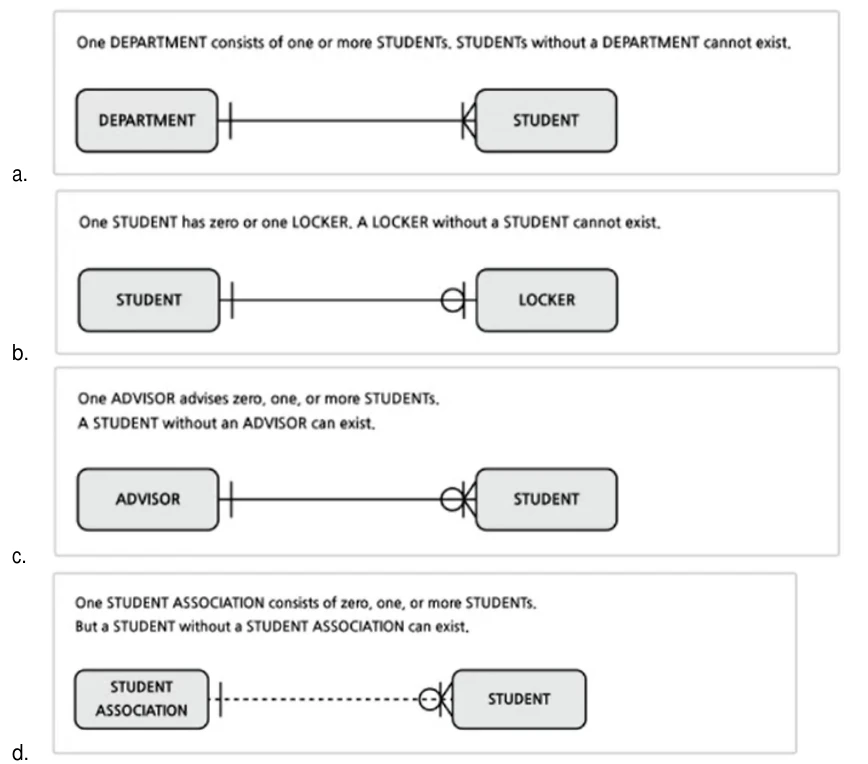 One DEPARTMENT consists of one or more STUDENTs. STUDENTs without a DEPARTMENT cannot exist.
DEPARTMENT
STUDENT
a.
One STUDENT has zero or one LOCKER. A LOCKER without a STUDENT cannot exist.
STUDENT
LOCKER
b.
One ADVISOR advises zero, one, or more STUDENTs.
A STUDENT without an ADVISOR can exist.
ADVISOR
STUDENT
c.
One STUDENT ASSOCIATION consists of zero, one, or more STUDENTs.
But a STUDENT without a STUDENT ASSOCIATION can exist.
STUDENT
ASSOCIATION
STUDENT
d.